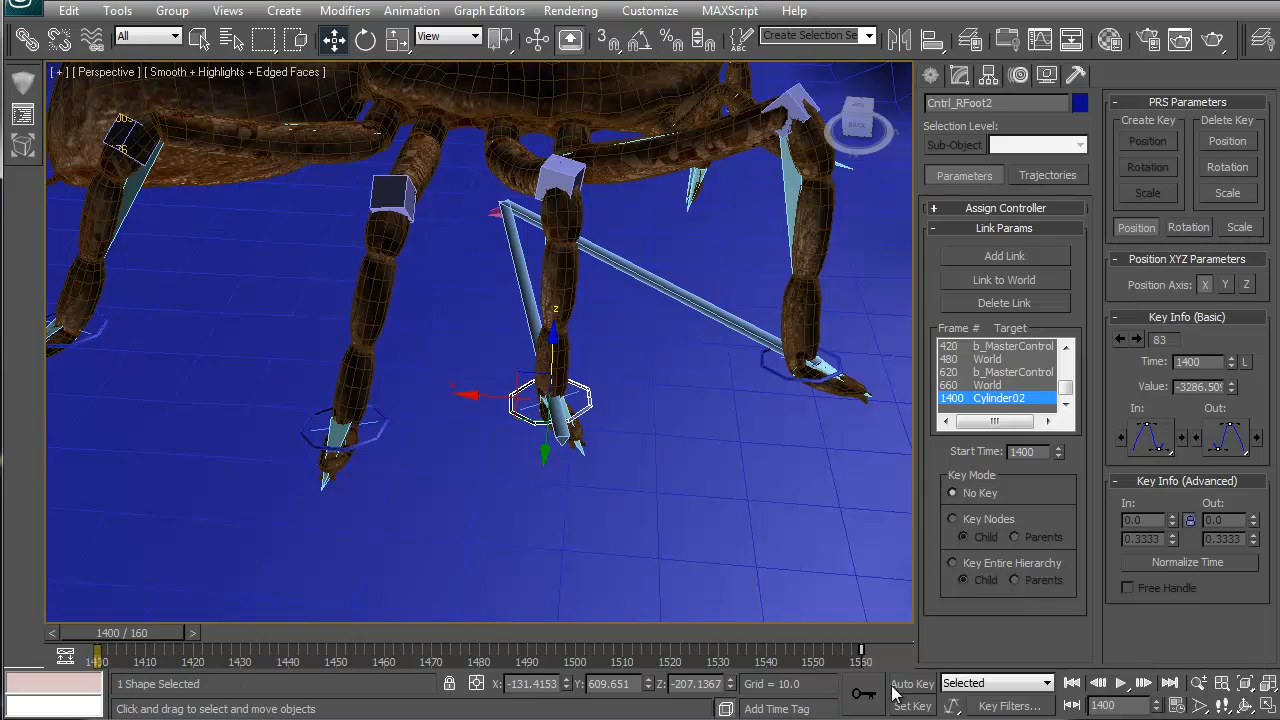 Edit Tools Group Views Create Modifiers Animation Graph Editors Rendering Customize MAXScript Help
All View 3 Create Selection Se
[ + ] [ Perspective ] [ Smooth + Highlights + Edged Faces ]
BACK
x
z
Cntrl_RFoot2
Selection Level:
Sub-Object
Parameters Trajectories
+ Assign Controller
- Link Params
Add Link
Link to World
Delete Link
Frame # Target
420 b_MasterControl
480 World
620 b_MasterControl
660 World
1400 Cylinder02
Start Time: 1400
Key Mode
No Key
Key Nodes
Child Parents
Key Entire Hierarchy
Child Parents
- PRS Parameters
Create Key Delete Key
Position Position
Rotation Rotation
Scale Scale
Position Rotation Scale
- Position XYZ Parameters
Position Axis: X Y Z
- Key Info (Basic)
83
Time: 1400 L
Value: -3286.509
In: Out:
- Key Info (Advanced)
In: Out:
0.0 0.0
0.3333 0.3333
Normalize Time
Free Handle
< 1400 / 160 >
1400 1410 1420 1430 1440 1450 1460 1470 1480 1490 1500 1510 1520 1530 1540 1550 1560
1 Shape Selected X: -131.4153 Y: 609.651 Z: -207.1367 Grid = 10.0 Auto Key Selected
Click and drag to select and move objects Add Time Tag Set Key Key Filters... 1400